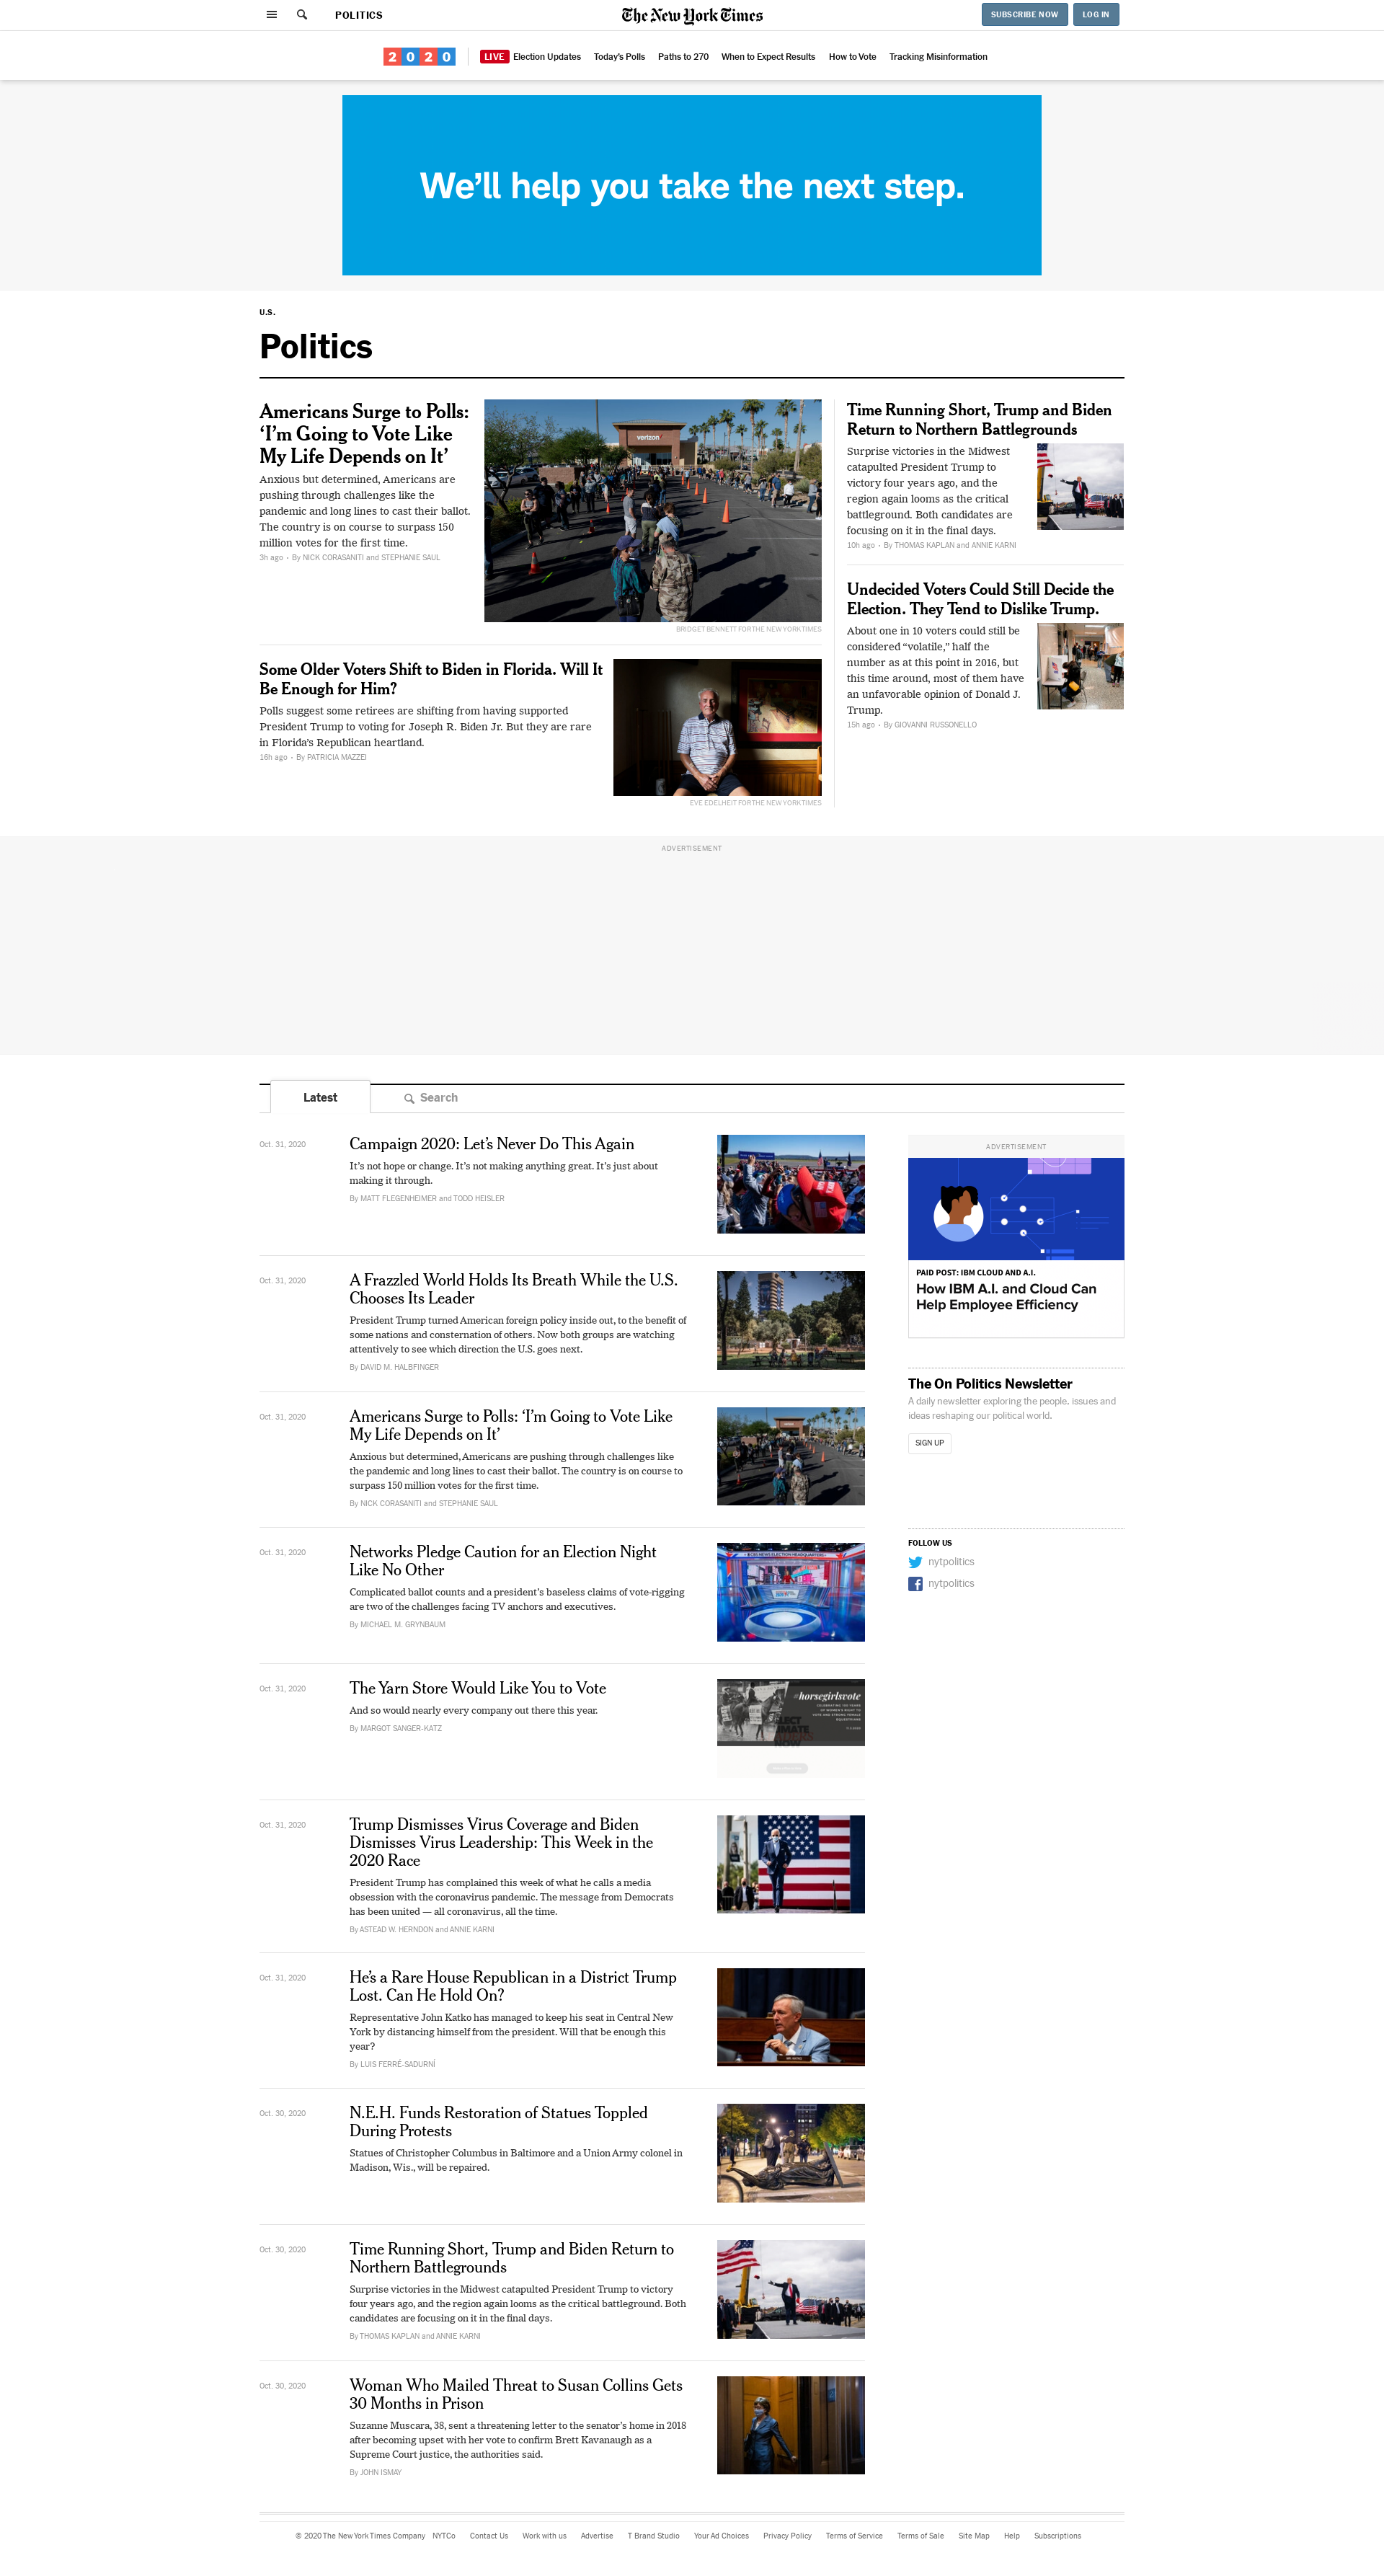 POLITICS
The New York Times
SUBSCRIBE NOW
LOG IN
2020
LIVE Election Updates
Today's Polls
Paths to 270
When to Expect Results
How to Vote
Tracking Misinformation
We'll help you take the next step.
U.S.
Politics
Americans Surge to Polls:
‘I’m Going to Vote Like
My Life Depends on It’
Anxious but determined, Americans are
pushing through challenges like the
pandemic and long lines to cast their ballot.
The country is on course to surpass 150
million votes for the first time.
3h ago • By NICK CORASANITI and STEPHANIE SAUL
verizon
BRIDGET BENNETT FOR THE NEW YORK TIMES
Some Older Voters Shift to Biden in Florida. Will It
Be Enough for Him?
Polls suggest some retirees are shifting from having supported
President Trump to voting for Joseph R. Biden Jr. But they are rare
in Florida’s Republican heartland.
16h ago • By PATRICIA MAZZEI
EVE EDELHEIT FOR THE NEW YORK TIMES
Time Running Short, Trump and Biden
Return to Northern Battlegrounds
Surprise victories in the Midwest
catapulted President Trump to
victory four years ago, and the
region again looms as the critical
battleground. Both candidates are
focusing on it in the final days.
10h ago • By THOMAS KAPLAN and ANNIE KARNI
Undecided Voters Could Still Decide the
Election. They Tend to Dislike Trump.
About one in 10 voters could still be
considered “volatile,” half the
number as at this point in 2016, but
this time around, most of them have
an unfavorable opinion of Donald J.
Trump.
15h ago • By GIOVANNI RUSSONELLO
ADVERTISEMENT
Latest
Search
Oct. 31, 2020
Campaign 2020: Let’s Never Do This Again
It’s not hope or change. It’s not making anything great. It’s just about
making it through.
By MATT FLEGENHEIMER and TODD HEISLER
Oct. 31, 2020
A Frazzled World Holds Its Breath While the U.S.
Chooses Its Leader
President Trump turned American foreign policy inside out, to the benefit of
some nations and consternation of others. Now both groups are watching
attentively to see which direction the U.S. goes next.
By DAVID M. HALBFINGER
Oct. 31, 2020
Americans Surge to Polls: ‘I’m Going to Vote Like
My Life Depends on It’
Anxious but determined, Americans are pushing through challenges like
the pandemic and long lines to cast their ballot. The country is on course to
surpass 150 million votes for the first time.
By NICK CORASANITI and STEPHANIE SAUL
Oct. 31, 2020
Networks Pledge Caution for an Election Night
Like No Other
Complicated ballot counts and a president’s baseless claims of vote-rigging
are two of the challenges facing TV anchors and executives.
By MICHAEL M. GRYNBAUM
Oct. 31, 2020
The Yarn Store Would Like You to Vote
And so would nearly every company out there this year.
By MARGOT SANGER-KATZ
#horsegirlsvote
Oct. 31, 2020
Trump Dismisses Virus Coverage and Biden
Dismisses Virus Leadership: This Week in the
2020 Race
President Trump has complained this week of what he calls a media
obsession with the coronavirus pandemic. The message from Democrats
has been united — all coronavirus, all the time.
By ASTEAD W. HERNDON and ANNIE KARNI
Oct. 31, 2020
He’s a Rare House Republican in a District Trump
Lost. Can He Hold On?
Representative John Katko has managed to keep his seat in Central New
York by distancing himself from the president. Will that be enough this
year?
By LUIS FERRÉ-SADURNÍ
Oct. 30, 2020
N.E.H. Funds Restoration of Statues Toppled
During Protests
Statues of Christopher Columbus in Baltimore and a Union Army colonel in
Madison, Wis., will be repaired.
Oct. 30, 2020
Time Running Short, Trump and Biden Return to
Northern Battlegrounds
Surprise victories in the Midwest catapulted President Trump to victory
four years ago, and the region again looms as the critical battleground. Both
candidates are focusing on it in the final days.
By THOMAS KAPLAN and ANNIE KARNI
Oct. 30, 2020
Woman Who Mailed Threat to Susan Collins Gets
30 Months in Prison
Suzanne Muscara, 38, sent a threatening letter to the senator’s home in 2018
after becoming upset with her vote to confirm Brett Kavanaugh as a
Supreme Court justice, the authorities said.
By JOHN ISMAY
ADVERTISEMENT
PAID POST: IBM CLOUD AND A.I.
How IBM A.I. and Cloud Can
Help Employee Efficiency
The On Politics Newsletter
A daily newsletter exploring the people, issues and
ideas reshaping our political world.
SIGN UP
FOLLOW US
nytpolitics
nytpolitics
© 2020 The New York Times Company
NYTCo
Contact Us
Work with us
Advertise
T Brand Studio
Your Ad Choices
Privacy Policy
Terms of Service
Terms of Sale
Site Map
Help
Subscriptions